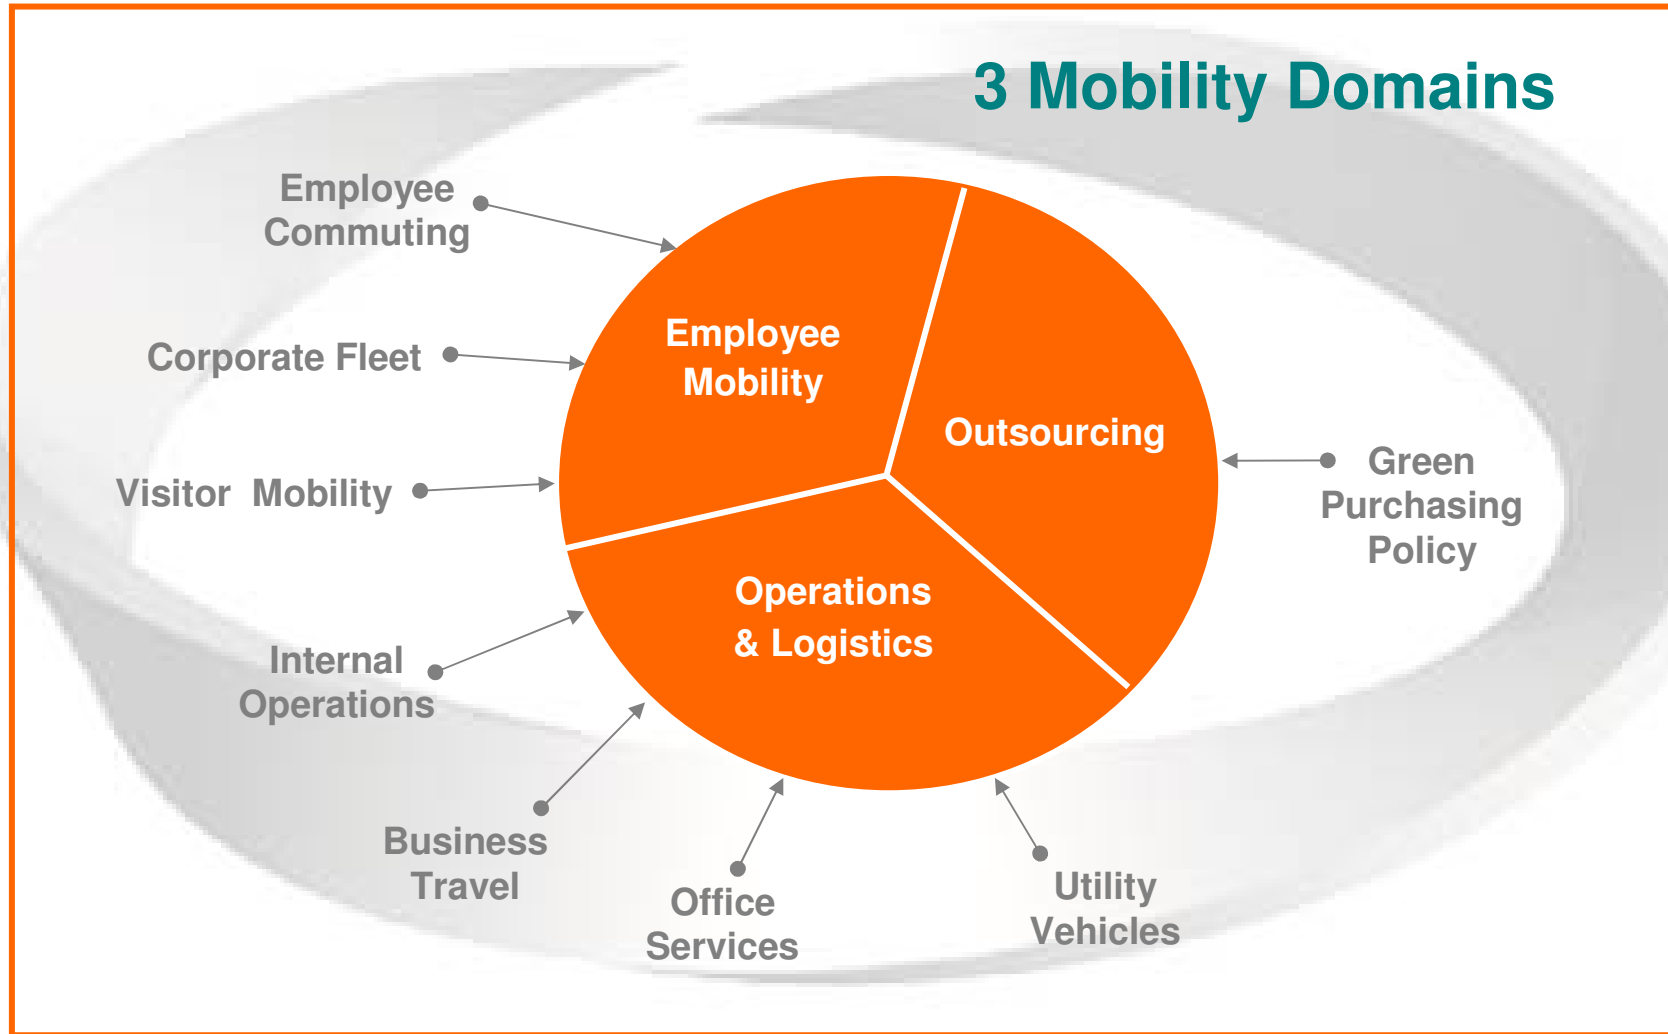 3 Mobility Domains
Employee
Commuting
Corporate Fleet
Visitor Mobility
Internal
Operations
Business
Travel
Office
Services
Utility
Vehicles
Green
Purchasing
Policy
Employee
Mobility
Outsourcing
Operations
& Logistics